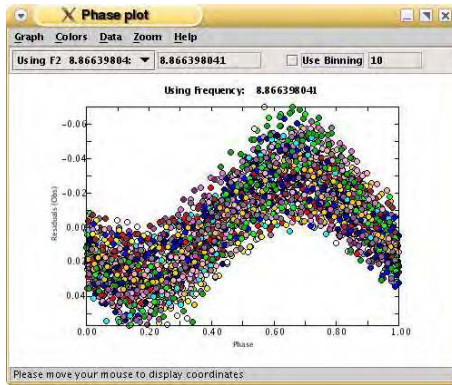 Phase plot
Graph Colors Data Zoom Help
Using F2 8.86639804: 8.866398041 Use Binning 10
Using Frequency: 8.866398041
-0.06
-0.04
-0.02
0.00
0.02
0.04
Residuals (Obs)
0.00 0.20 0.40 0.60 0.80 1.00
Phase
Please move your mouse to display coordinates